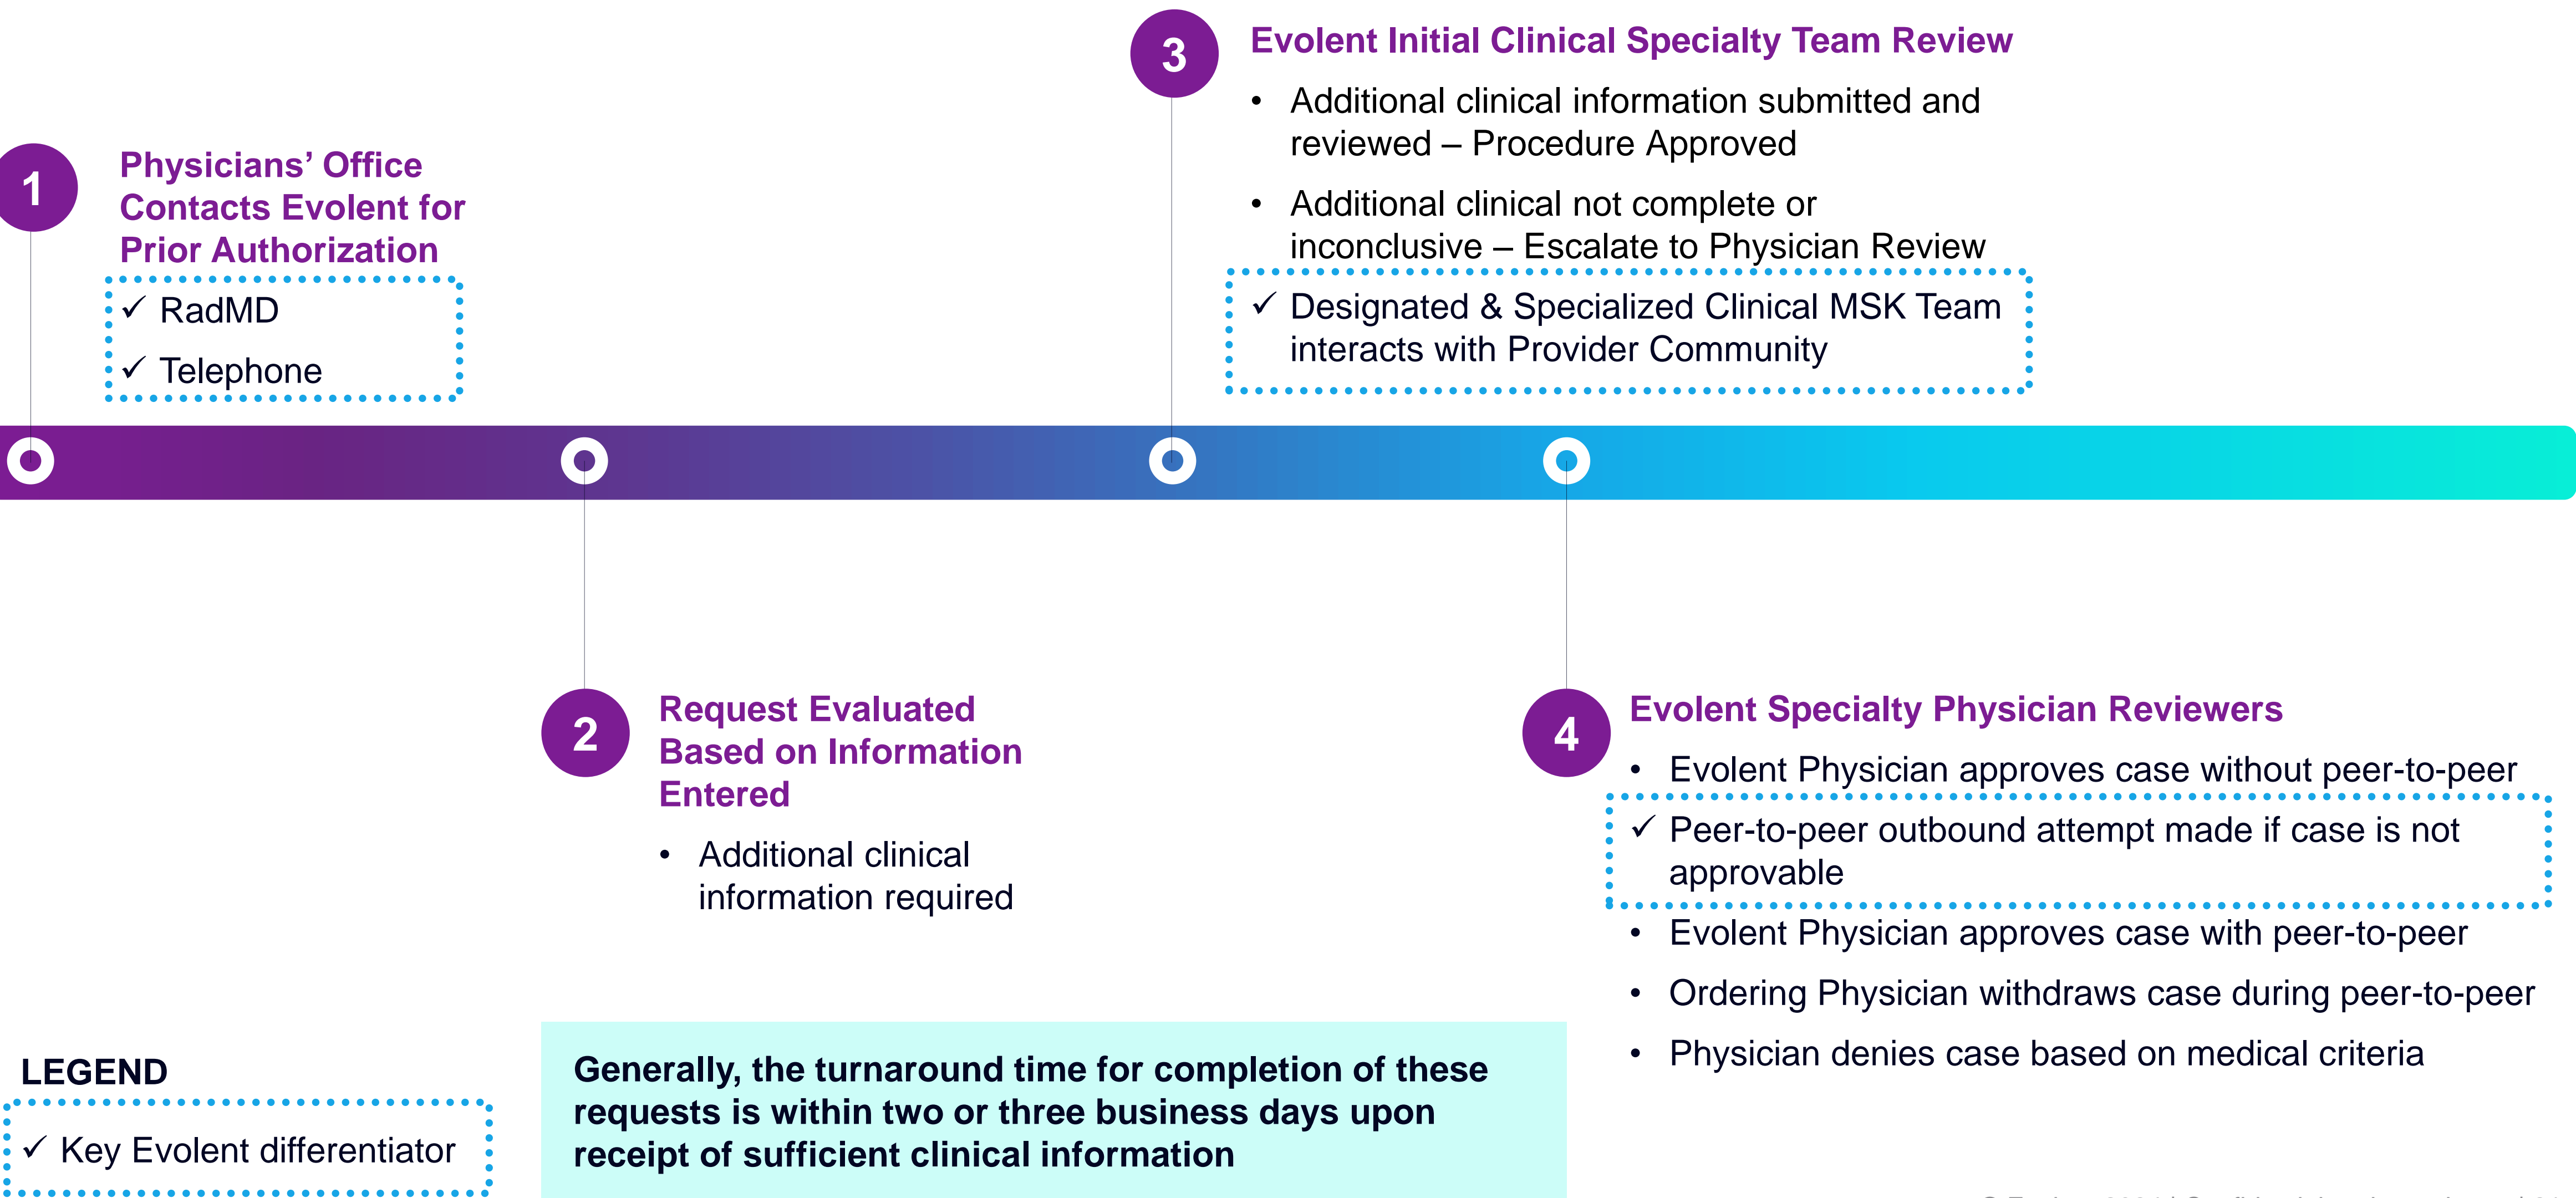 1
Physicians’ Office
Contacts Evolent for
Prior Authorization
✓ RadMD
✓ Telephone
3
Evolent Initial Clinical Specialty Team Review
• Additional clinical information submitted and
reviewed – Procedure Approved
• Additional clinical not complete or
inconclusive – Escalate to Physician Review
✓ Designated & Specialized Clinical MSK Team
interacts with Provider Community
2
Request Evaluated
Based on Information
Entered
• Additional clinical
information required
4
Evolent Specialty Physician Reviewers
• Evolent Physician approves case without peer-to-peer
✓ Peer-to-peer outbound attempt made if case is not
approvable
• Evolent Physician approves case with peer-to-peer
• Ordering Physician withdraws case during peer-to-peer
• Physician denies case based on medical criteria
LEGEND
✓ Key Evolent differentiator
Generally, the turnaround time for completion of these
requests is within two or three business days upon
receipt of sufficient clinical information